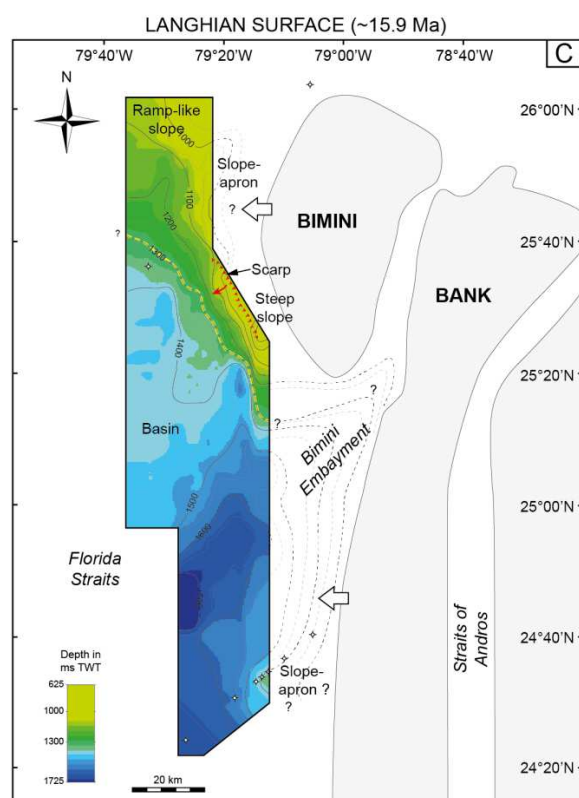 LANGHIAN SURFACE (~15.9 Ma)
79°40'W 79°20'W 79°00'W 78°40'W
C
N
26°00'N
Ramp-like
slope
1000
Slope-
apron
?
1100
1200
BIMINI
?
1300
25°40'N
Scarp
Steep
slope
BANK
1400
25°20'N
?
?
Basin
Bimini
Embayment
1500
25°00'N
1600
Florida
Straits
Straits of
Andros
24°40'N
Depth in
ms TWT
625
1000
1300
1725
Slope-
apron ?
?
20 km
24°20'N